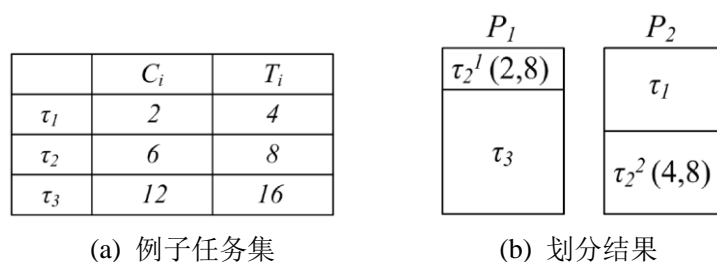 C_i T_i
τ_1 2 4
τ_2 6 8
τ_3 12 16
(a) 例子任务集
P_1 P_2
τ_2^1 (2,8)
τ_3
τ_1
τ_2^2 (4,8)
(b) 划分结果